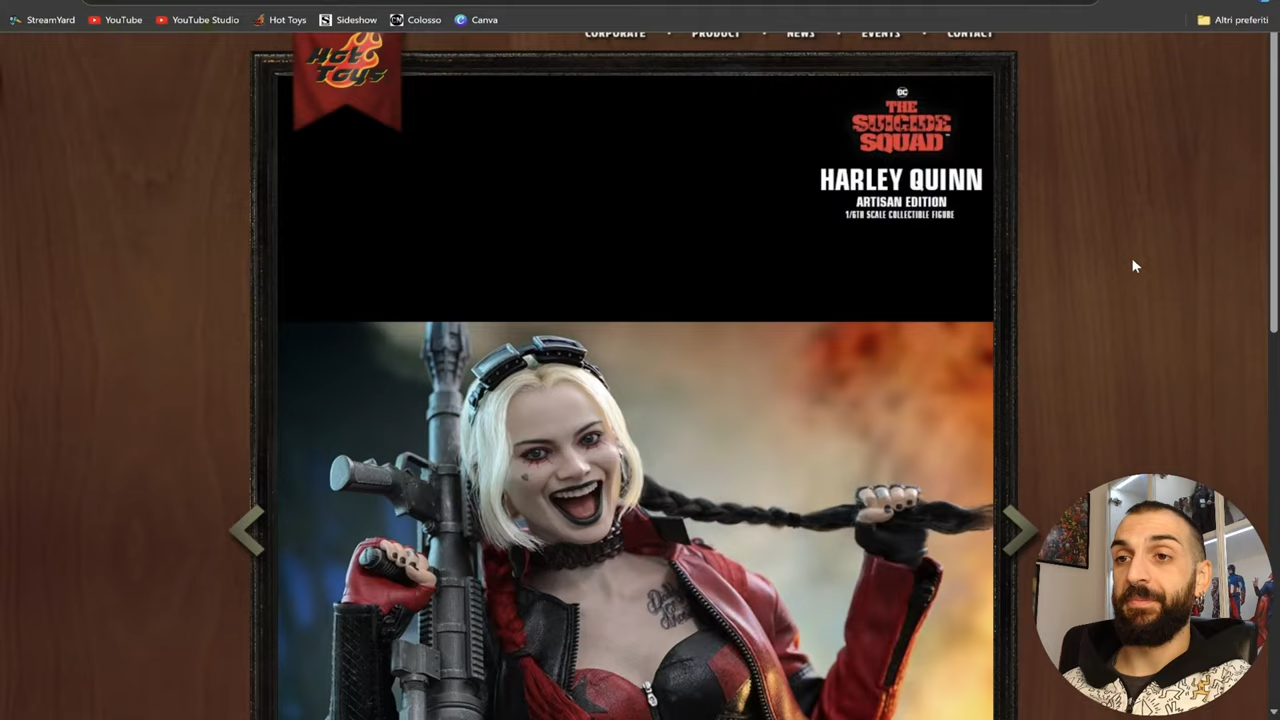 StreamYard YouTube YouTube Studio Hot Toys Sideshow Colosso Canva Altri preferiti
CORPORATE PRODUCT NEWS EVENTS CONTACT
Hot
Toys
DC
THE
SUICIDE
SQUAD
HARLEY QUINN
ARTISAN EDITION
1/6TH SCALE COLLECTIBLE FIGURE